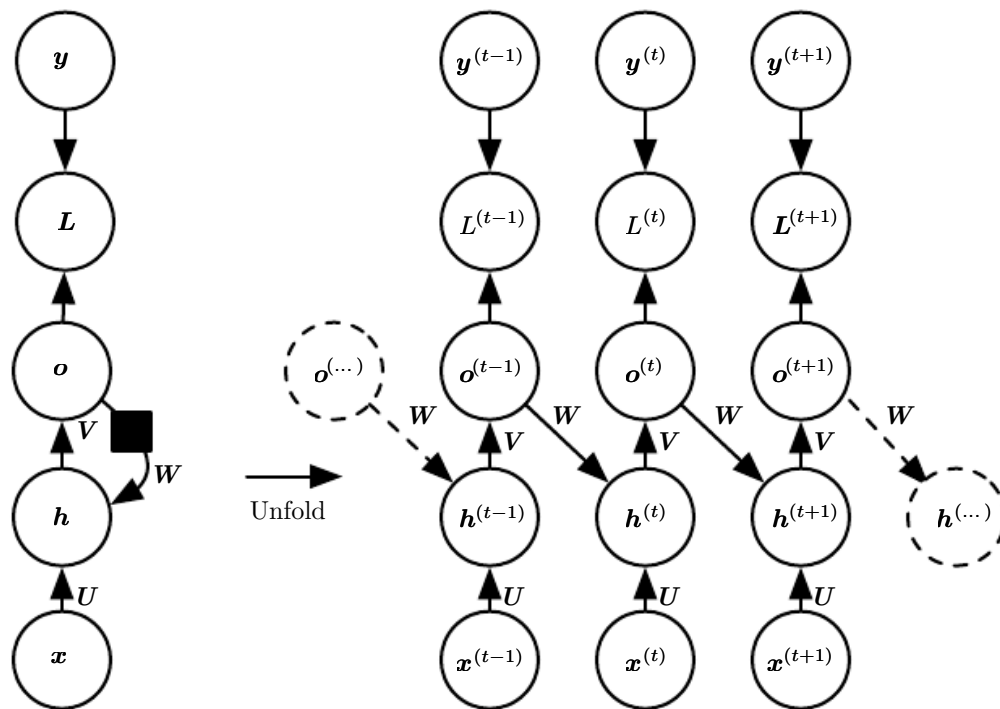 y y^(t−1) y^(t) y^(t+1)
L L^(t−1) L^(t) L^(t+1)
o o^(...) o^(t−1) o^(t) o^(t+1)
W W W W
V V V V
W
h h^(t−1) h^(t) h^(t+1) h^(...)
Unfold
U U U U
x x^(t−1) x^(t) x^(t+1)